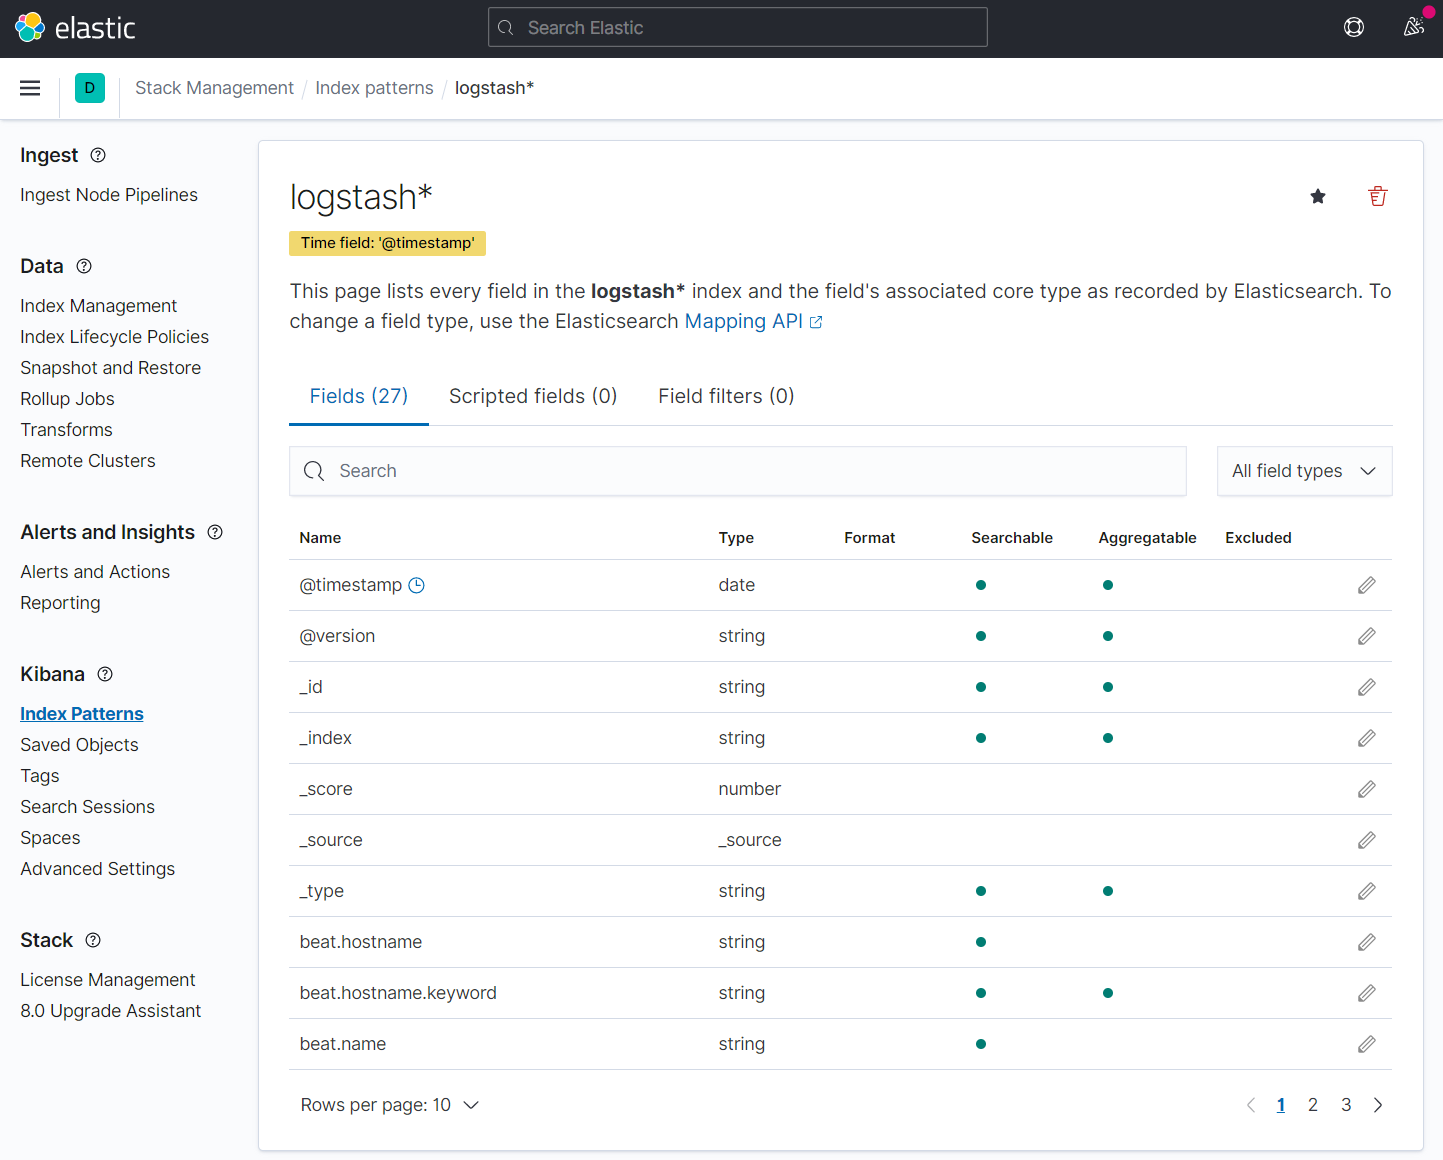 elastic
Search Elastic
D
Stack Management / Index patterns / logstash*
Ingest
Ingest Node Pipelines
Data
Index Management
Index Lifecycle Policies
Snapshot and Restore
Rollup Jobs
Transforms
Remote Clusters
Alerts and Insights
Alerts and Actions
Reporting
Kibana
Index Patterns
Saved Objects
Tags
Search Sessions
Spaces
Advanced Settings
Stack
License Management
8.0 Upgrade Assistant
logstash*
Time field: '@timestamp'
This page lists every field in the logstash* index and the field's associated core type as recorded by Elasticsearch. To
change a field type, use the Elasticsearch Mapping API
Fields (27) Scripted fields (0) Field filters (0)
Search All field types
Name Type Format Searchable Aggregatable Excluded
@timestamp date
@version string
_id string
_index string
_score number
_source _source
_type string
beat.hostname string
beat.hostname.keyword string
beat.name string
Rows per page: 10 1 2 3